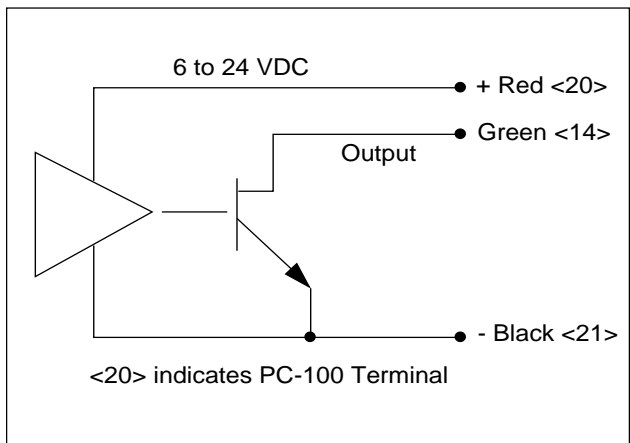 6 to 24 VDC
+ Red <20>
Green <14>
Output
- Black <21>
<20> indicates PC-100 Terminal